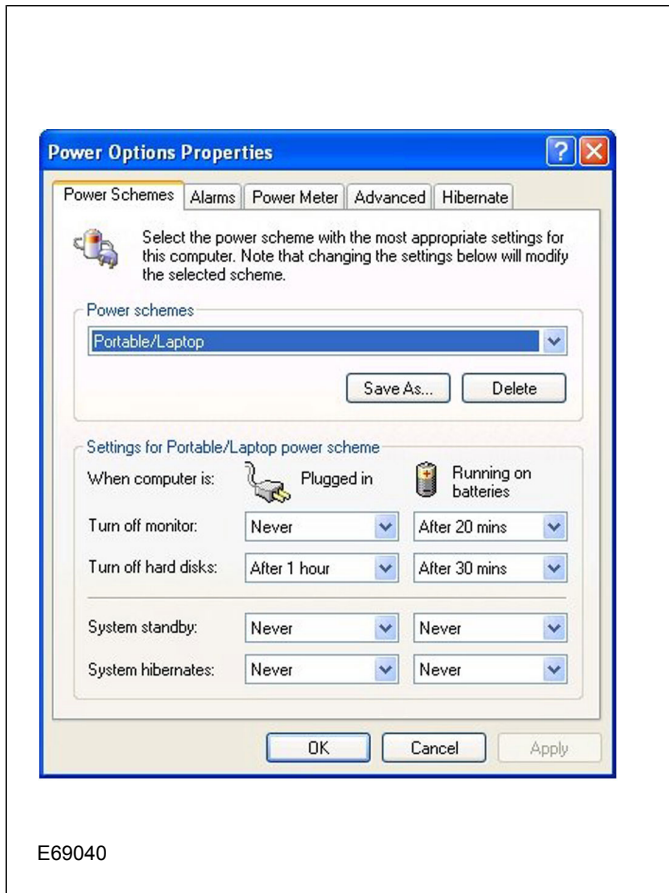 Power Options Properties
Power Schemes Alarms Power Meter Advanced Hibernate
Select the power scheme with the most appropriate settings for
this computer. Note that changing the settings below will modify
the selected scheme.
Power schemes
Portable/Laptop
Save As... Delete
Settings for Portable/Laptop power scheme
When computer is: Plugged in Running on
batteries
Turn off monitor: Never After 20 mins
Turn off hard disks: After 1 hour After 30 mins
System standby: Never Never
System hibernates: Never Never
OK Cancel Apply
E69040